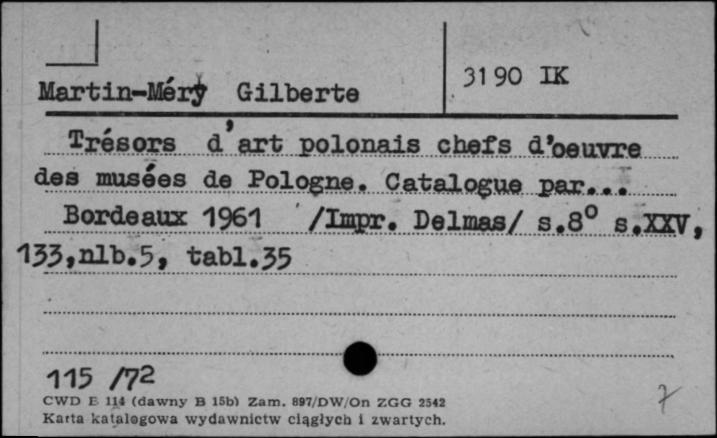 Martin-Méry Gilberte
3190 IK
Trésors d'art polonais chefs d'oeuvre
des musées de Pologne. Catalogue par...
Bordeaux 1961 /Impr. Delmas/ s.8° s.XXV,
133,nlb.5, tabl.35
115 /72
CWD E 114 (dawny B 15b) Zam. 897/DW/On ZGG 2542
Karta katalogowa wydawnictw ciągłych i zwartych.
7